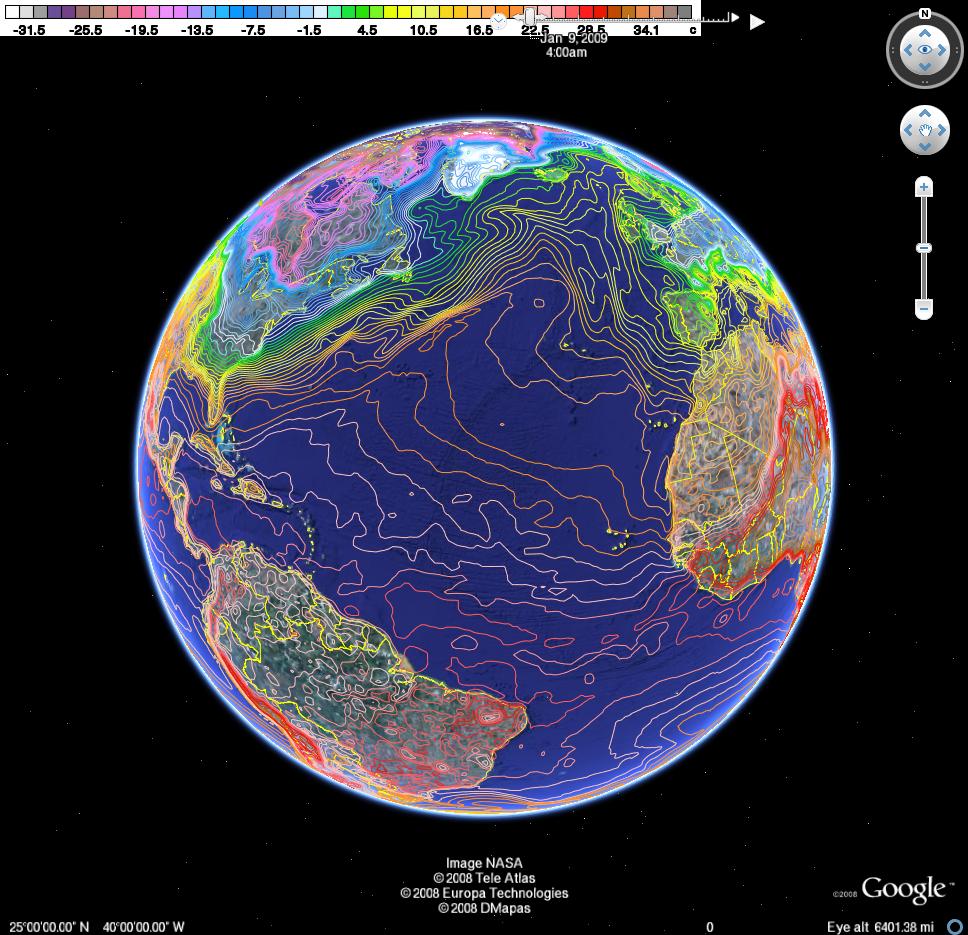 -31.5 -25.5 -19.5 -13.5 -7.5 -1.5 4.5 10.5 16.5 22.5 28.5 34.1 c
Jan 9, 2009
4:00am
N
Image NASA
© 2008 Tele Atlas
© 2008 Europa Technologies
© 2008 DMapas
©2008 Google™
25°00'00.00" N 40°00'00.00" W 0 Eye alt 6401.38 mi